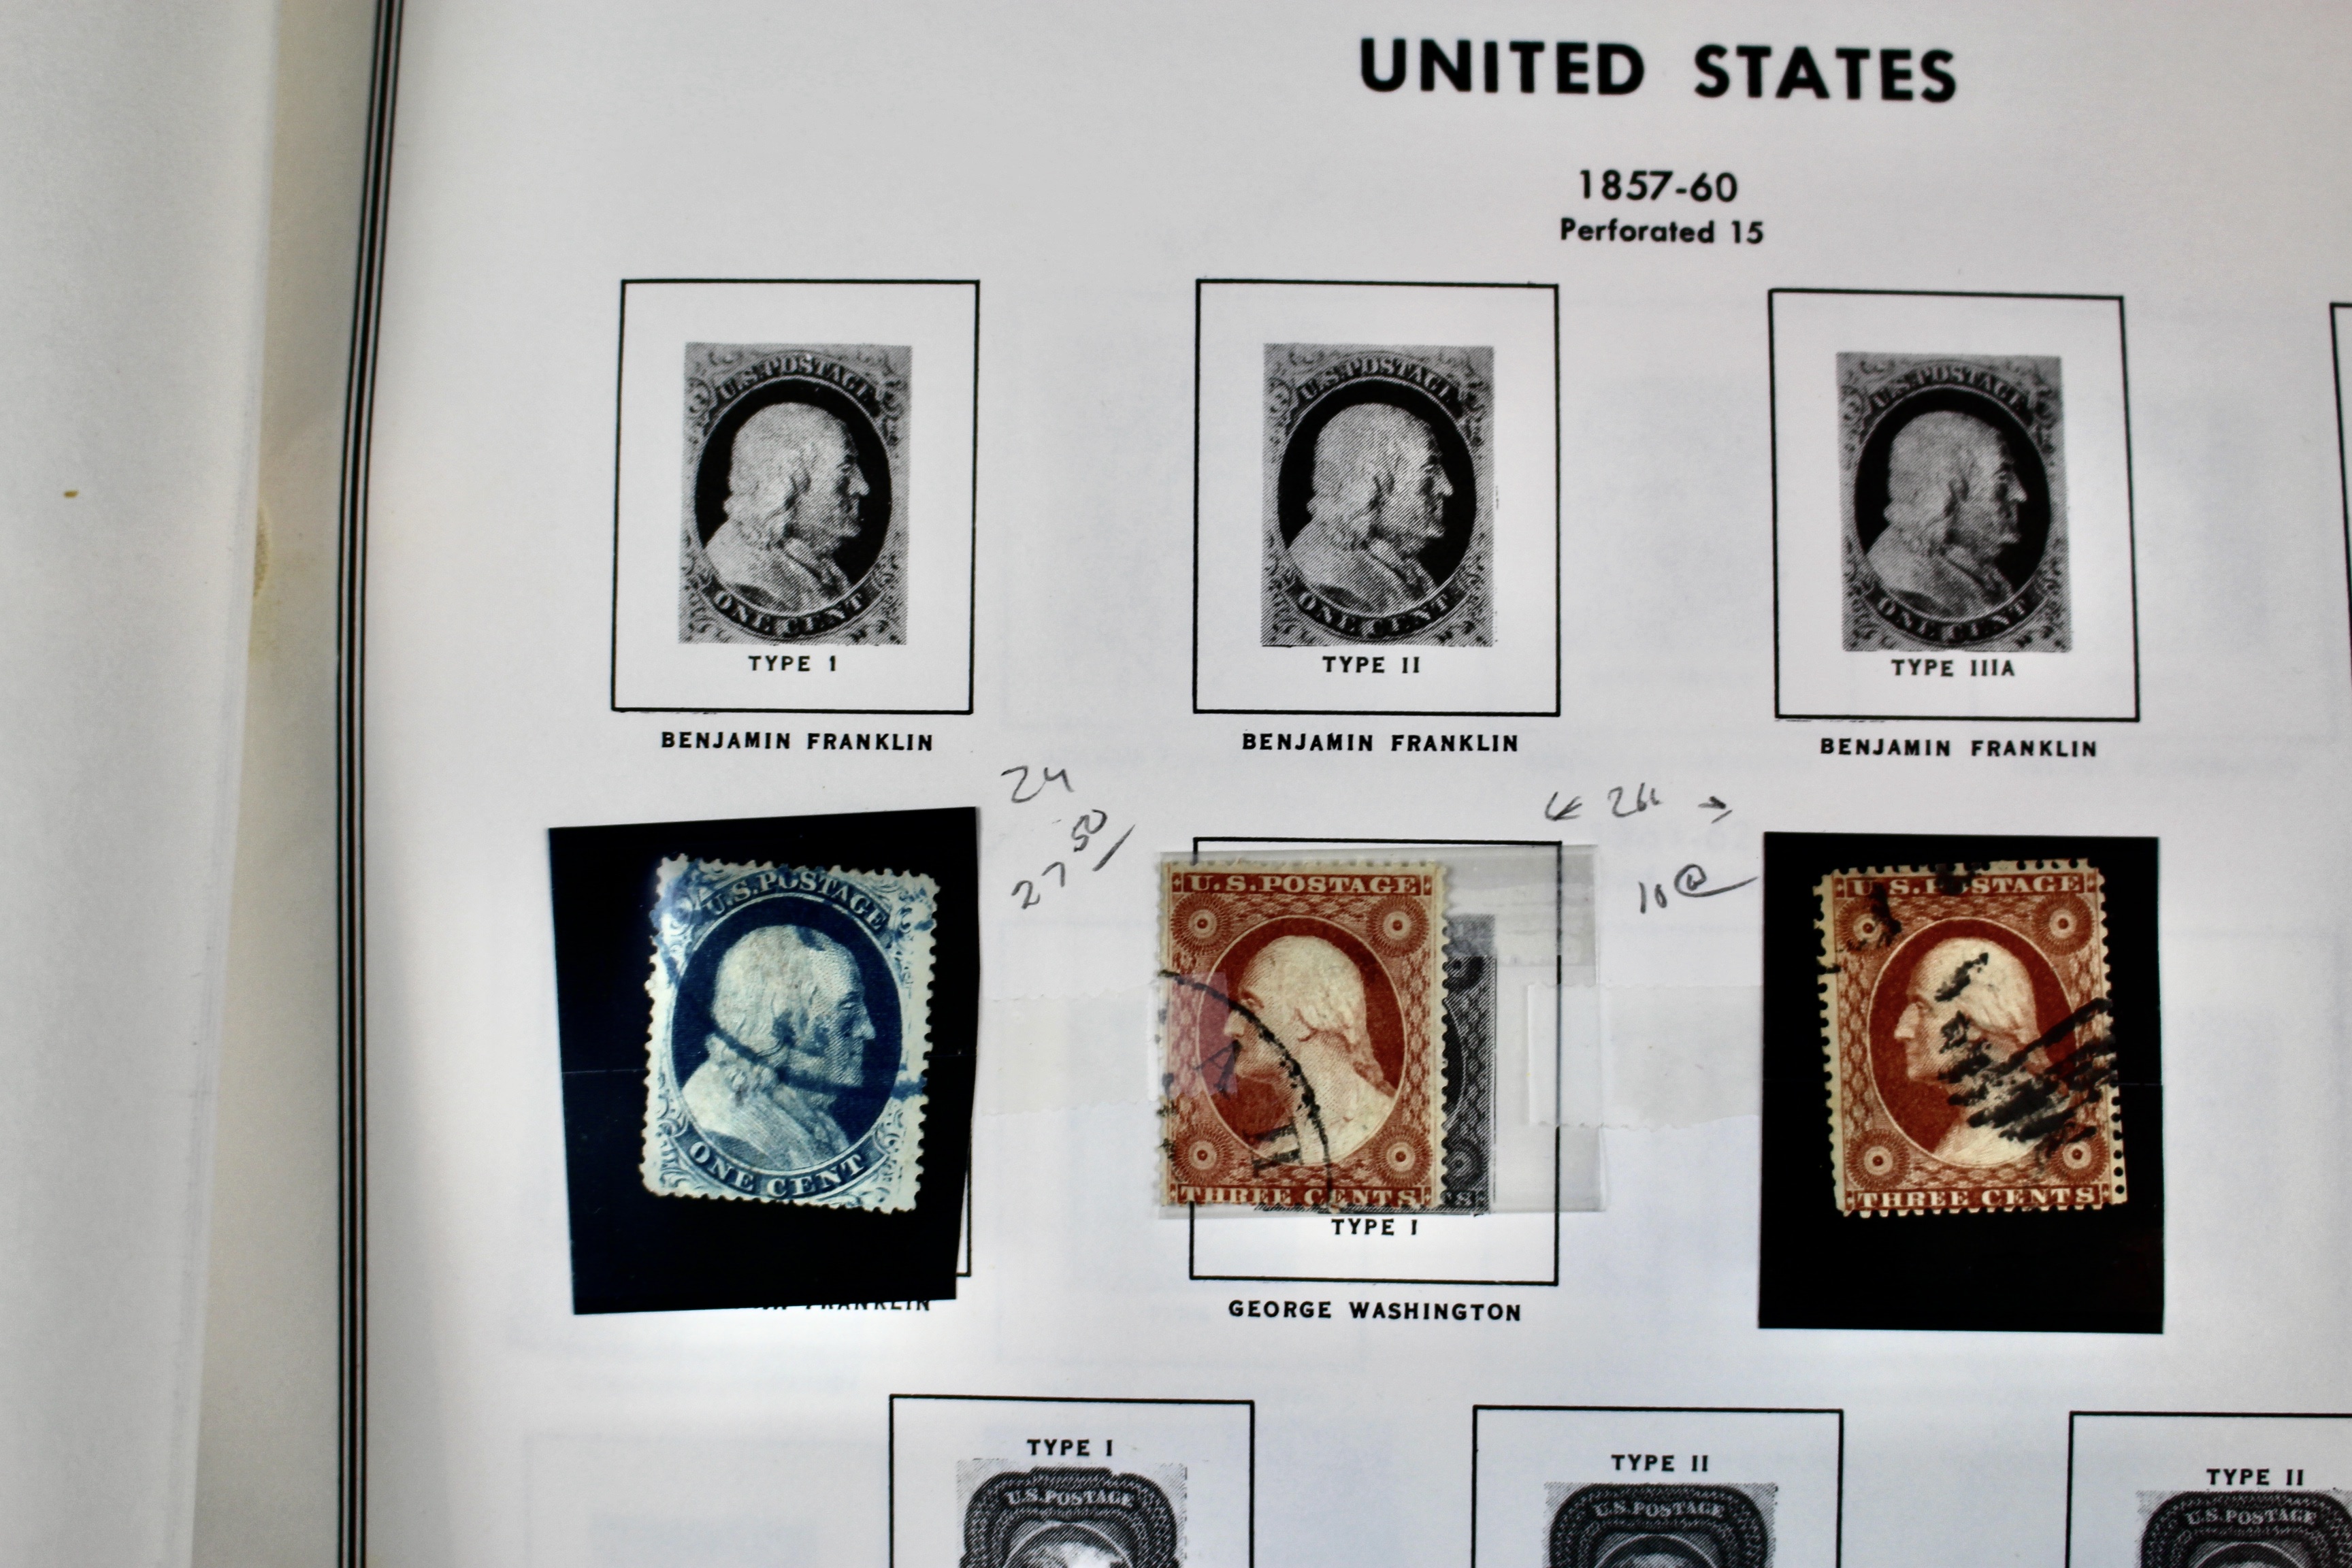 UNITED STATES
1857-60
Perforated 15
U.S. POSTAGE
ONE CENT
TYPE I
BENJAMIN FRANKLIN
U.S. POSTAGE
ONE CENT
TYPE II
BENJAMIN FRANKLIN
U.S. POSTAGE
ONE CENT
TYPE IIIA
BENJAMIN FRANKLIN
24
27 50/
U.S. POSTAGE
ONE CENT
FRANKLIN
U.S. POSTAGE
THREE CENTS
TYPE I
GEORGE WASHINGTON
10@
U.S. POSTAGE
THREE CENTS
TYPE I
U.S. POSTAGE
TYPE II
U.S. POSTAGE
TYPE II
U.S. POSTAGE